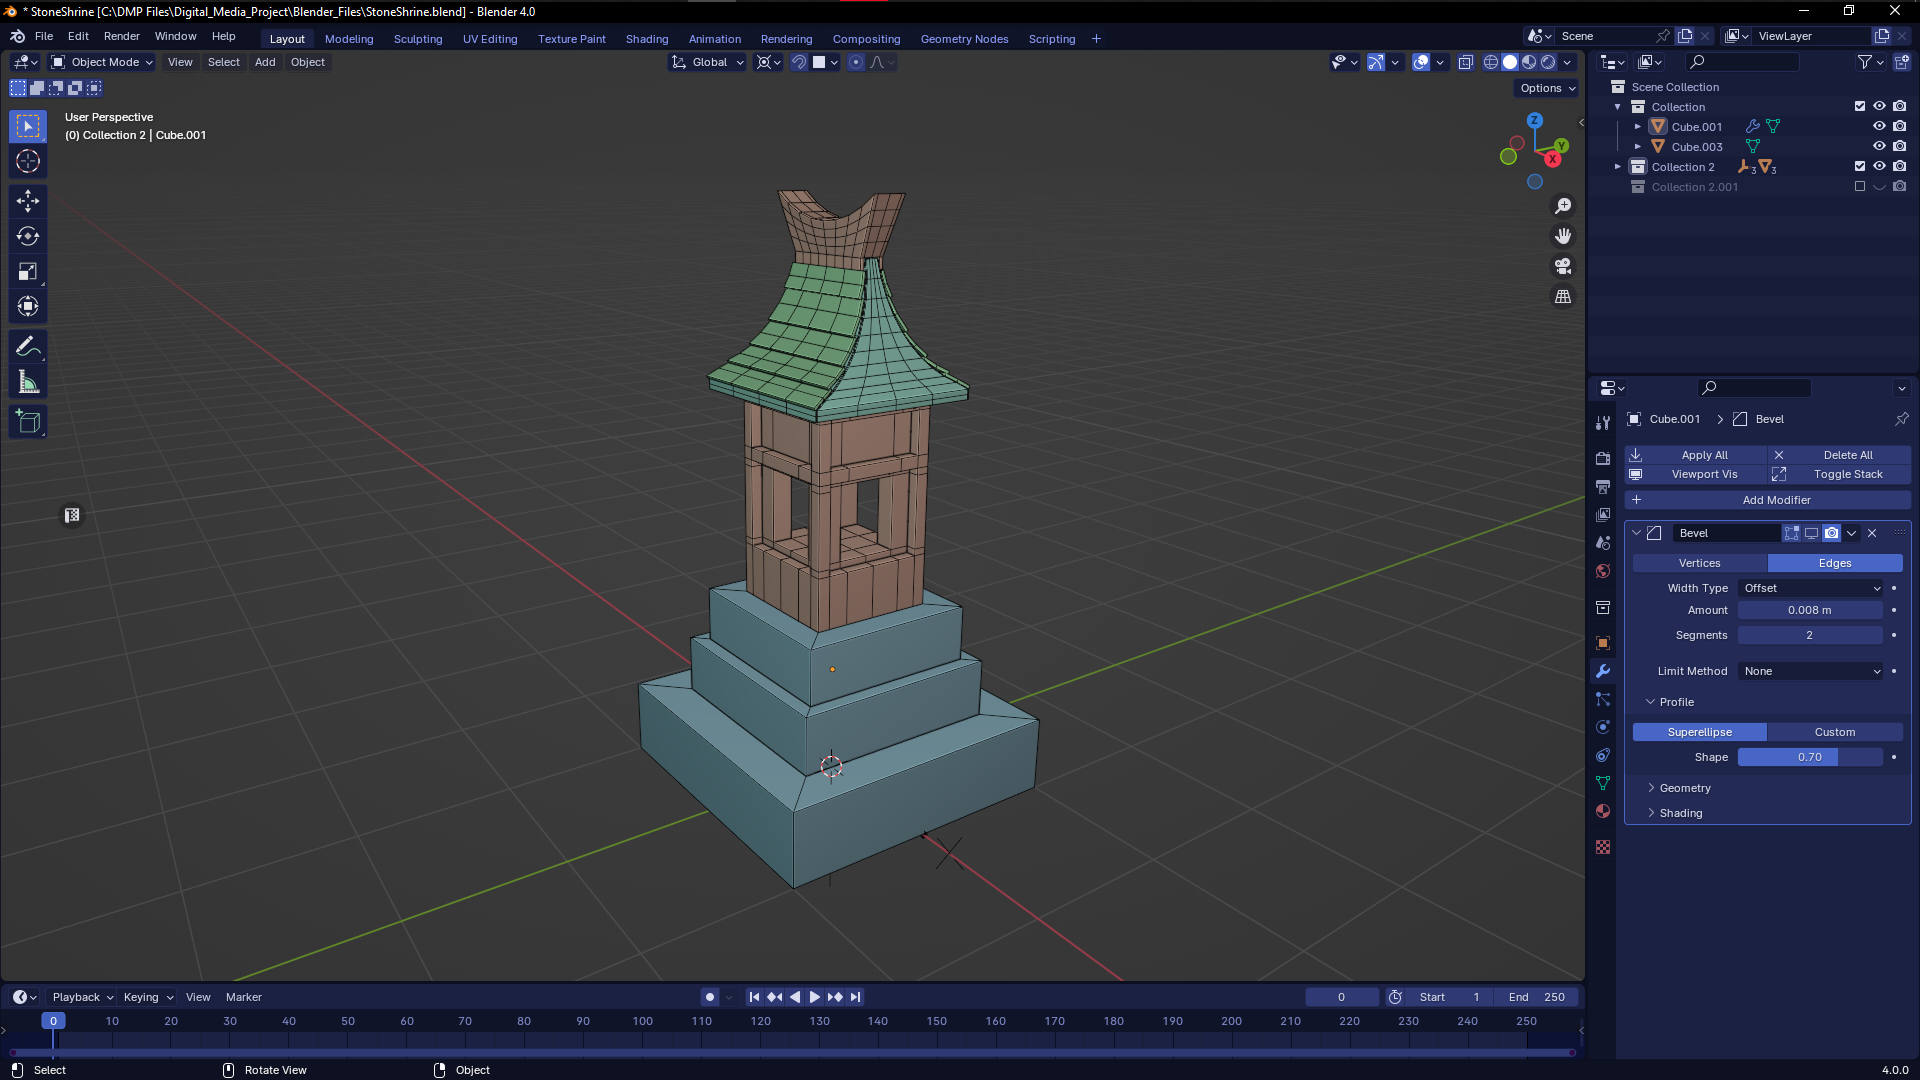 * StoneShrine [C:\DMP Files\Digital_Media_Project\Blender_Files\StoneShrine.blend] - Blender 4.0
File Edit Render Window Help Layout Modeling Sculpting UV Editing Texture Paint Shading Animation Rendering Compositing Geometry Nodes Scripting Scene ViewLayer
Object Mode View Select Add Object Global
Options
User Perspective
(0) Collection 2 | Cube.001
Z
Y
X
Scene Collection
Collection
Cube.001
Cube.003
Collection 2 3 3
Collection 2.001
Cube.001 Bevel
Apply All Delete All
Viewport Vis Toggle Stack
Add Modifier
Bevel
Vertices Edges
Width Type Offset
Amount 0.008 m
Segments 2
Limit Method None
Profile
Superellipse Custom
Shape 0.70
Geometry
Shading
Playback Keying View Marker 0 Start 1 End 250
0 10 20 30 40 50 60 70 80 90 100 110 120 130 140 150 160 170 180 190 200 210 220 230 240 250
Select Rotate View Object 4.0.0